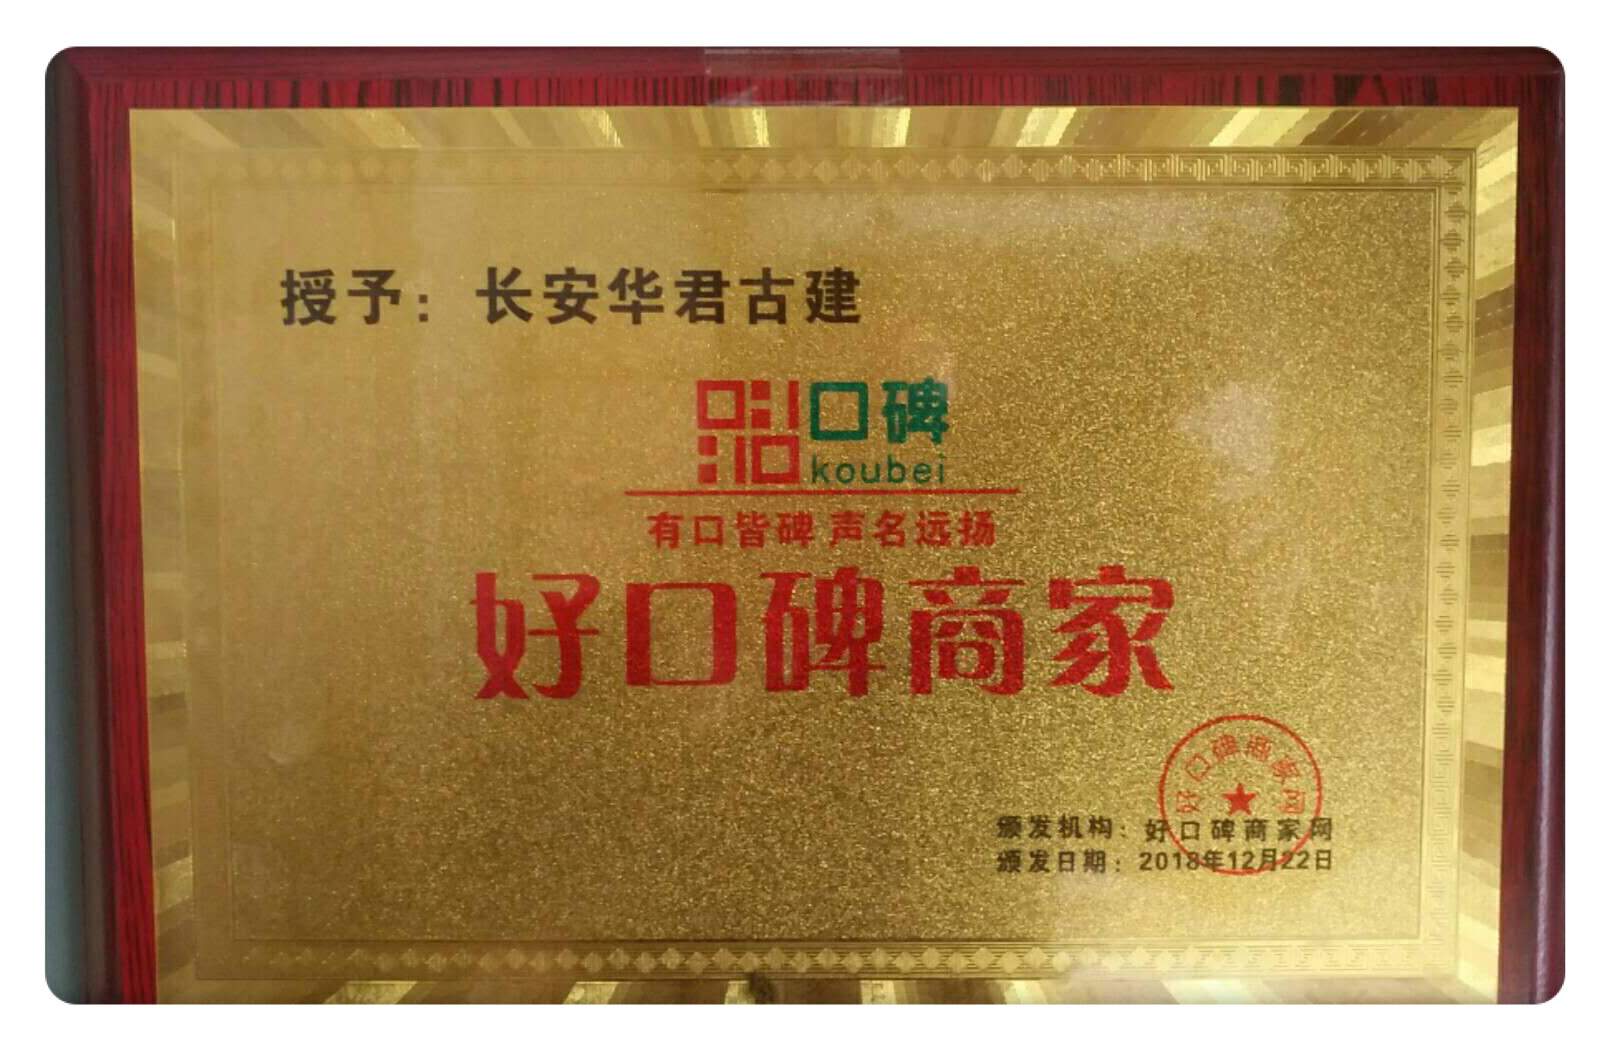 授予：长安华君古建
口碑
koubei
有口皆碑 声名远扬
好口碑商家
好口碑商家网
颁发机构：好口碑商家网
颁发日期：2018年12月22日